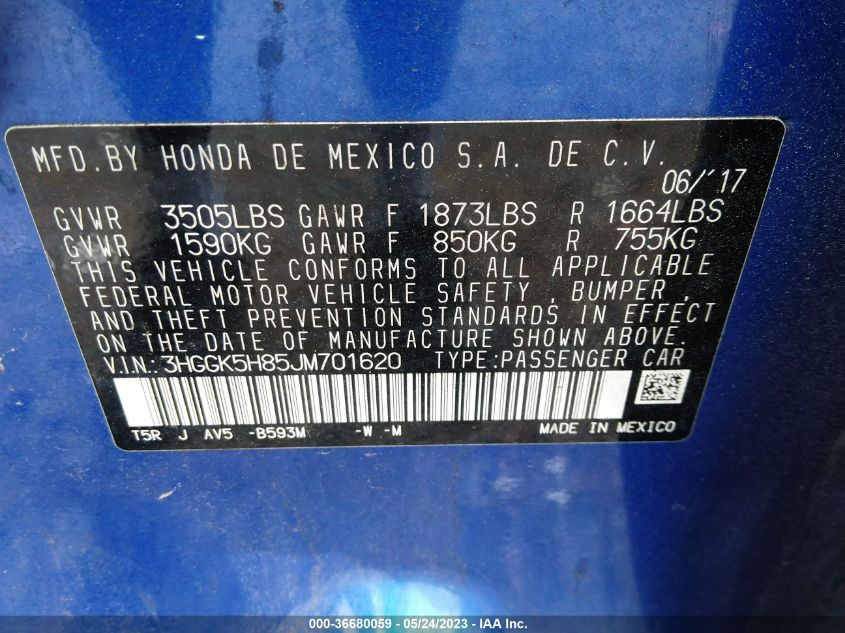 MFD.BY HONDA DE MEXICO S.A. DE C.V.
06/'17
GVWR 3505LBS GAWR F 1873LBS R 1664LBS
GVWR 1590KG GAWR F 850KG R 755KG
THIS VEHICLE CONFORMS TO ALL APPLICABLE
FEDERAL MOTOR VEHICLE SAFETY, BUMPER,
AND THEFT PREVENTION STANDARDS IN EFFECT
ON THE DATE OF MANUFACTURE SHOWN ABOVE.
V.I.N.: 3HGGK5H85JM701620 TYPE:PASSENGER CAR
T5R J AV5 -B593M -W -M MADE IN MEXICO
000-36680059 - 05/24/2023 - IAA Inc.